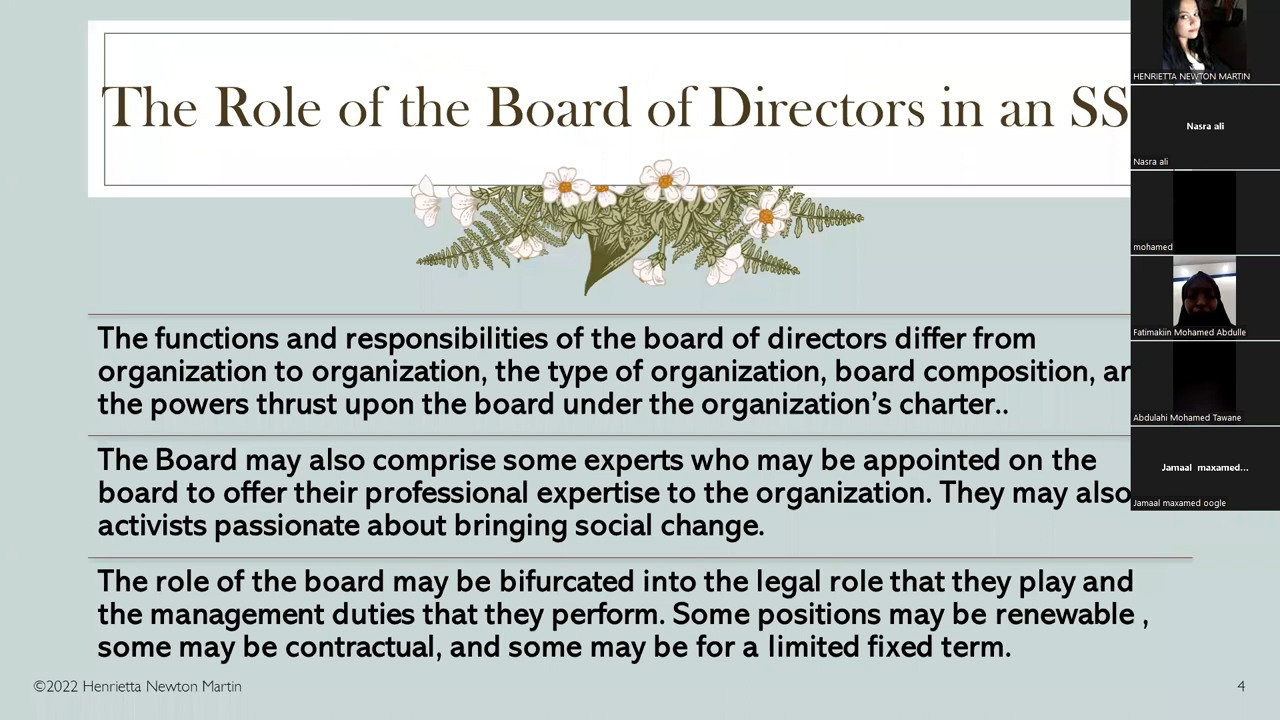 The Role of the Board of Directors in an SS
The functions and responsibilities of the board of directors differ from
organization to organization, the type of organization, board composition, ar
the powers thrust upon the board under the organization’s charter..
The Board may also comprise some experts who may be appointed on the
board to offer their professional expertise to the organization. They may also
activists passionate about bringing social change.
The role of the board may be bifurcated into the legal role that they play and
the management duties that they perform. Some positions may be renewable ,
some may be contractual, and some may be for a limited fixed term.
©2022 Henrietta Newton Martin
4
HENRIETTA NEWTON MARTIN
Nasra ali
Nasra ali
mohamed
Fatimakiin Mohamed Abdulle
Abdulahi Mohamed Tawane
Jamaal maxamed...
Jamaal maxamed oogle